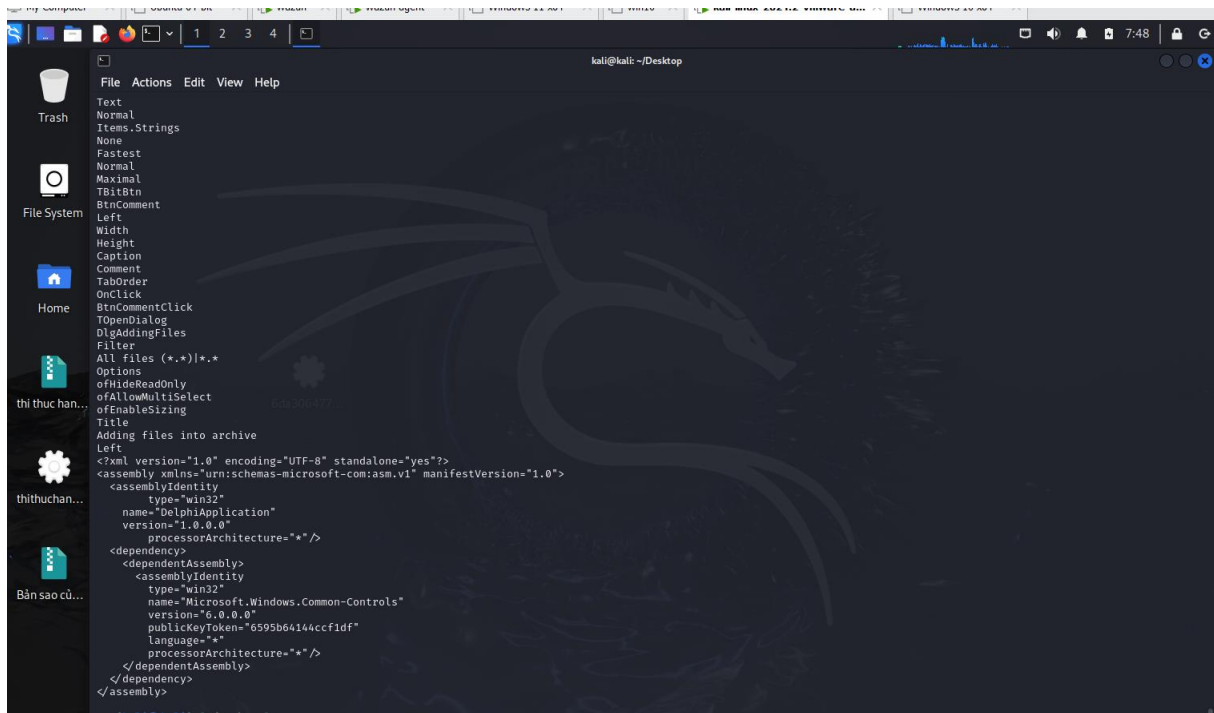 1 2 3 4
7:48
kali@kali: ~/Desktop
File Actions Edit View Help
Trash
File System
Home
thi thuc han...
thithuchan...
Bản sao củ...
Text
Normal
Items.Strings
None
Fastest
Normal
Maximal
TBitBtn
BtnComment
Left
Width
Height
Caption
Comment
TabOrder
OnClick
BtnCommentClick
TOpenDialog
DlgAddingFiles
Filter
All files (*.*)|*.*
Options
ofHideReadOnly
ofAllowMultiSelect
ofEnableSizing
Title
Adding files into archive
Left
<?xml version="1.0" encoding="UTF-8" standalone="yes"?>
<assembly xmlns="urn:schemas-microsoft-com:asm.v1" manifestVersion="1.0">
<assemblyIdentity
type="win32"
name="DelphiApplication"
version="1.0.0.0"
processorArchitecture="*"/>
<dependency>
<dependentAssembly>
<assemblyIdentity
type="win32"
name="Microsoft.Windows.Common-Controls"
version="6.0.0.0"
publicKeyToken="6595b64144ccf1df"
language="*"
processorArchitecture="*"/>
</dependentAssembly>
</dependency>
</assembly>